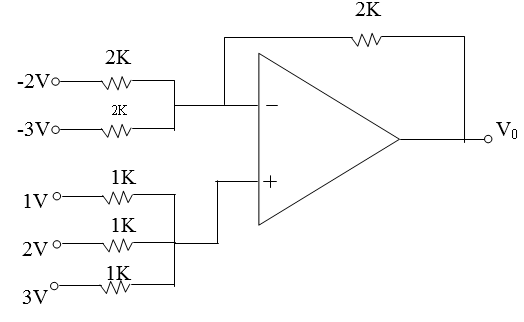 2K
-2V 2K
-3V 2K
−
V₀
+
1V 1K
2V 1K
3V 1K